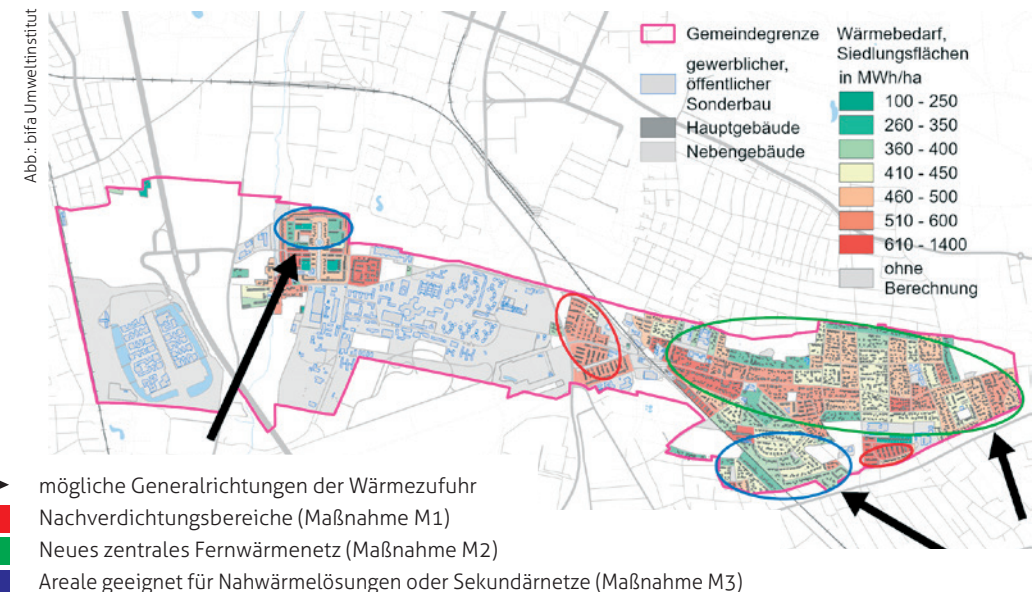 Abb.: bifa Umweltinstitut
Gemeindegrenze
gewerblicher,
öffentlicher
Sonderbau
Hauptgebäude
Nebengebäude
Wärmebedarf,
Siedlungsflächen
in MWh/ha
100 - 250
260 - 350
360 - 400
410 - 450
460 - 500
510 - 600
610 - 1400
ohne
Berechnung
mögliche Generalrichtungen der Wärmezufuhr
Nachverdichtungsbereiche (Maßnahme M1)
Neues zentrales Fernwärmenetz (Maßnahme M2)
Areale geeignet für Nahwärmelösungen oder Sekundärnetze (Maßnahme M3)